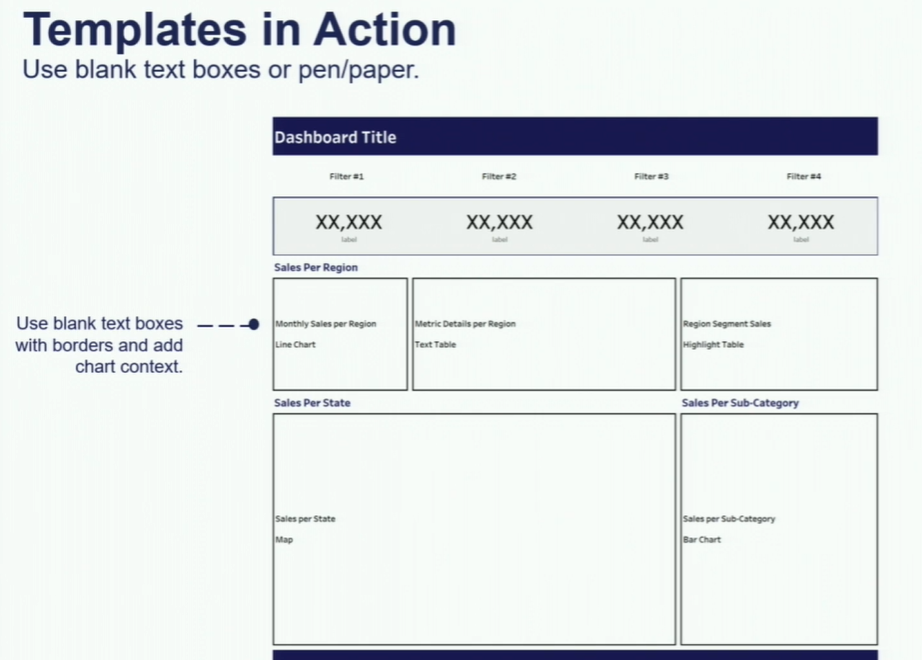 Templates in Action
Use blank text boxes or pen/paper.
Dashboard Title
Filter #1 Filter #2 Filter #3 Filter #4
XX,XXX XX,XXX XX,XXX XX,XXX
label label label label
Sales Per Region
Use blank text boxes
with borders and add
chart context.
Monthly Sales per Region
Line Chart
Metric Details per Region
Text Table
Region Segment Sales
Highlight Table
Sales Per State
Sales Per Sub-Category
Sales per State
Map
Sales per Sub-Category
Bar Chart